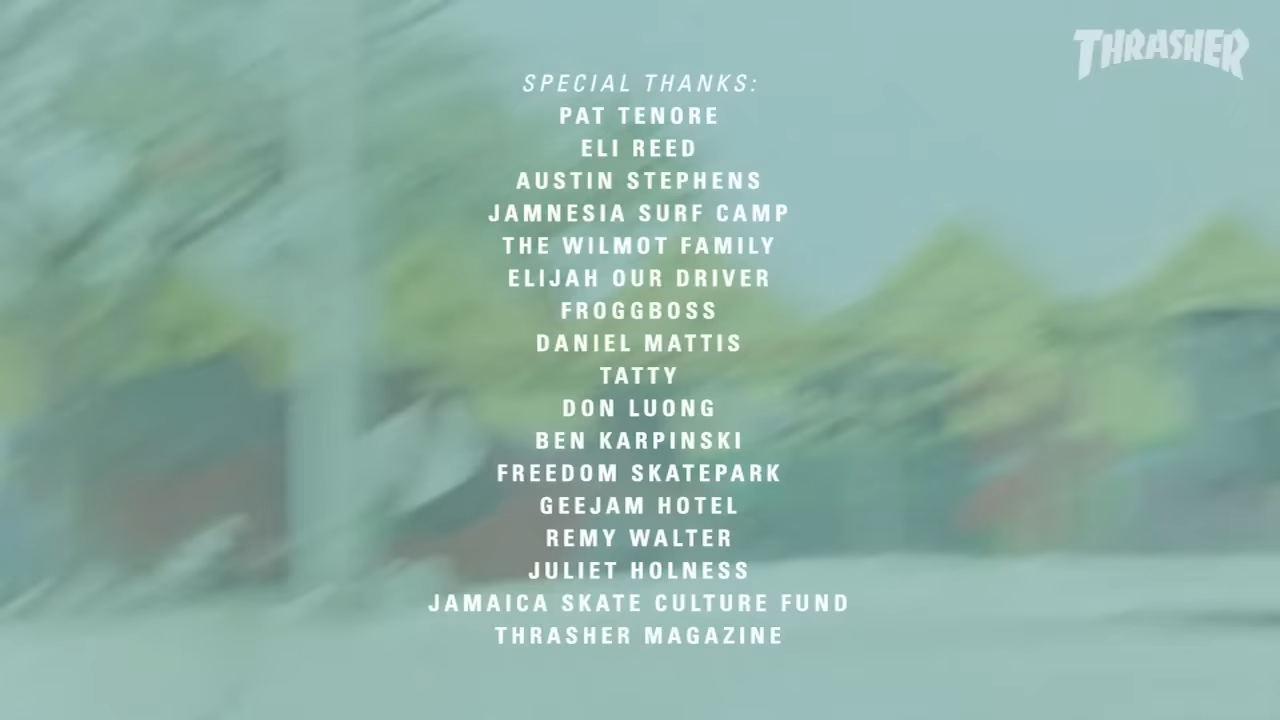 THRASHER
SPECIAL THANKS:
PAT TENORE
ELI REED
AUSTIN STEPHENS
JAMNESIA SURF CAMP
THE WILMOT FAMILY
ELIJAH OUR DRIVER
FROGGBOSS
DANIEL MATTIS
TATTY
DON LUONG
BEN KARPINSKI
FREEDOM SKATEPARK
GEEJAM HOTEL
REMY WALTER
JULIET HOLNESS
JAMAICA SKATE CULTURE FUND
THRASHER MAGAZINE